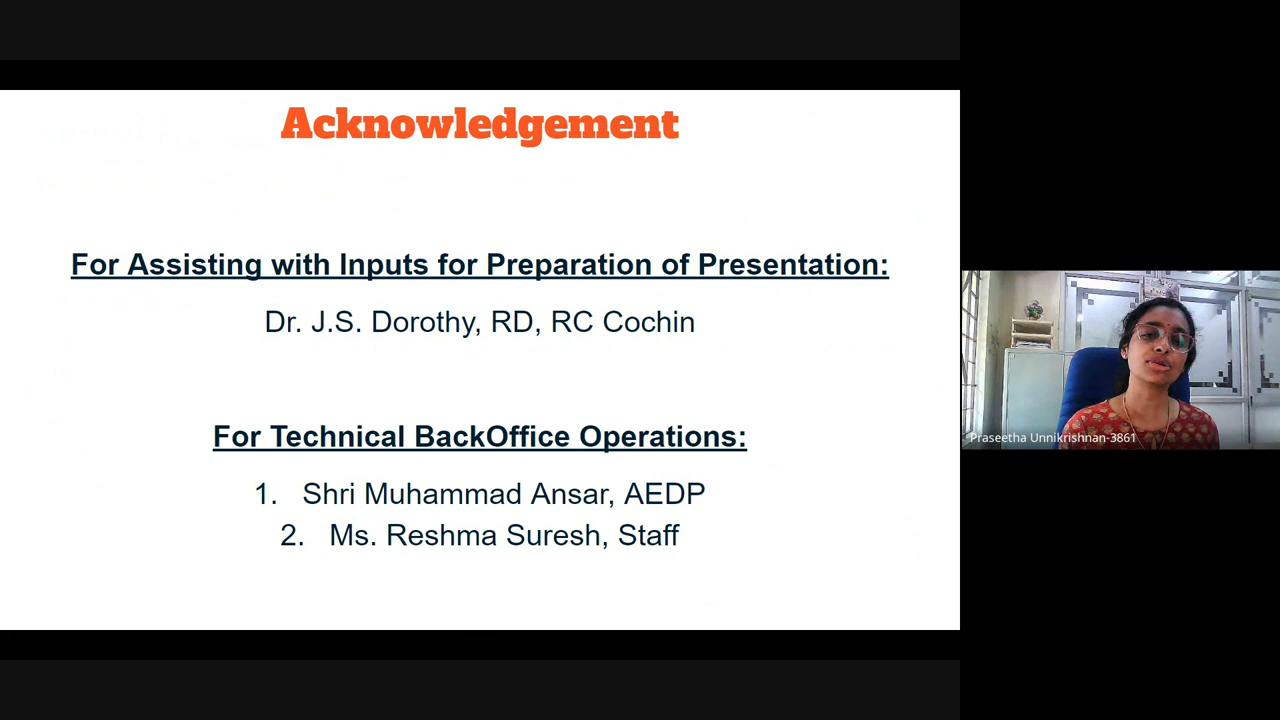 Acknowledgement
For Assisting with Inputs for Preparation of Presentation:
Dr. J.S. Dorothy, RD, RC Cochin
For Technical BackOffice Operations:
1. Shri Muhammad Ansar, AEDP
2. Ms. Reshma Suresh, Staff
Praseetha Unnikrishnan-3861